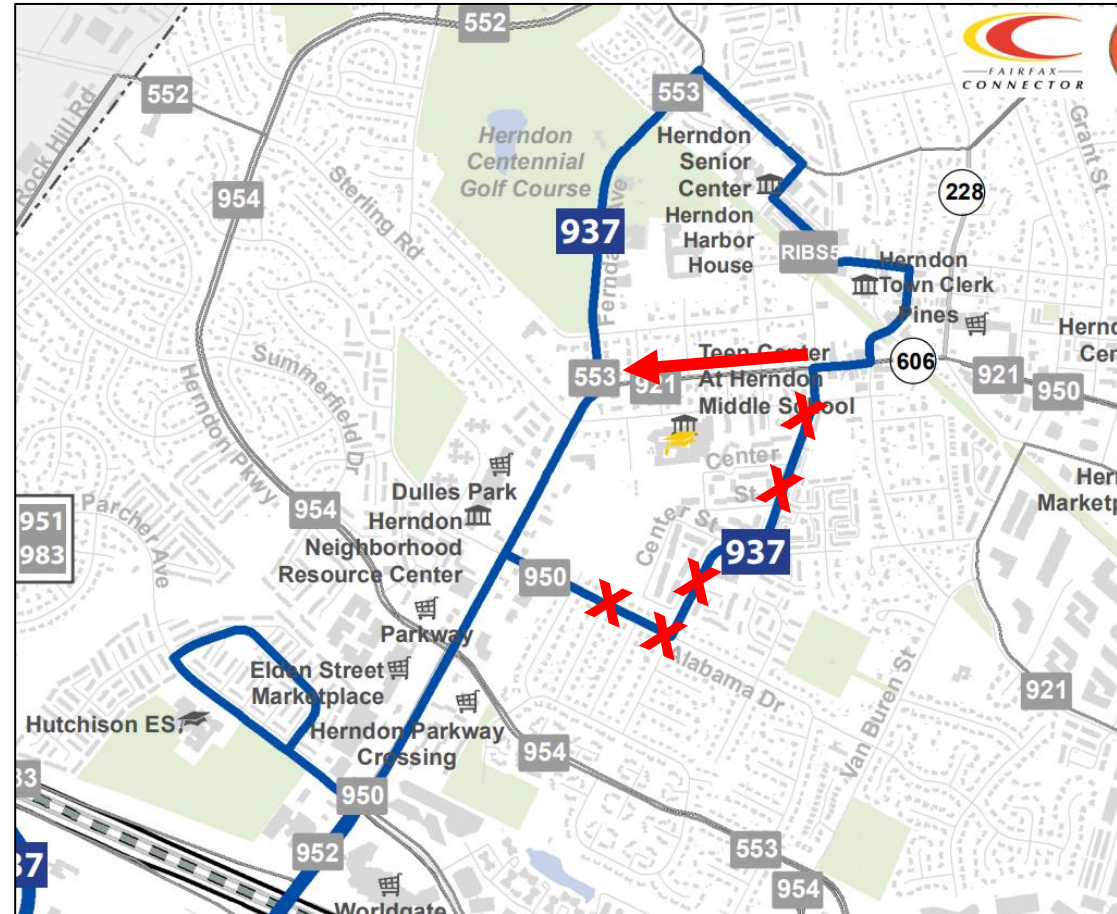 552
FAIRFAX
CONNECTOR
552
553
Rock Hill Rd
Grant St
Herndon
Centennial
Golf Course
Herndon
Senior
Center
Herndon
Harbor
House
Sterling Rd
954
228
937
RIBS5
Herndon
Town Clerk
Pines
606
553
921
Teen Center
At Herndon
Middle School
921
950
Summerfield Dr
Herndon Pkwy
Center
St
Center St
Dulles Park
Herndon
Neighborhood
Resource Center
954
951
983
Parcher Ave
937
950
Parkway
Elden Street
Marketplace
Alabama Dr
Hutchison ES
Herndon Parkway
Crossing
Van Buren St
921
954
950
952
553
954
Worldgate